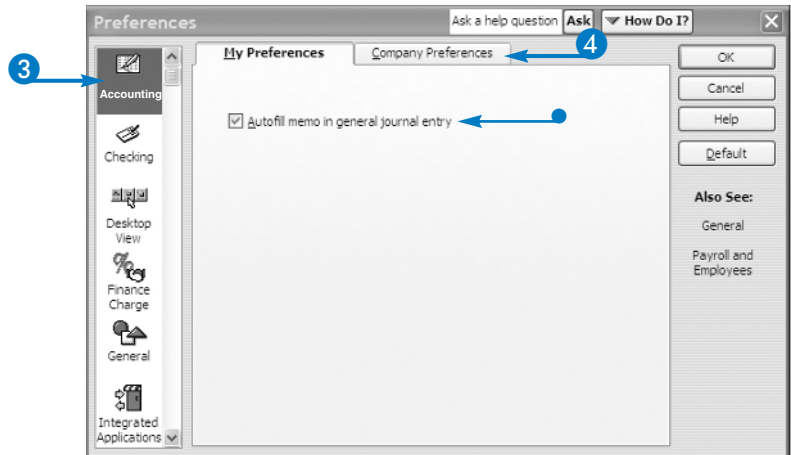 Preferences
Ask a help question Ask How Do I?
My Preferences
Company Preferences
4
3
Accounting
Checking
Desktop
View
Finance
Charge
General
Integrated
Applications
Autofill memo in general journal entry
OK
Cancel
Help
Default
Also See:
General
Payroll and
Employees